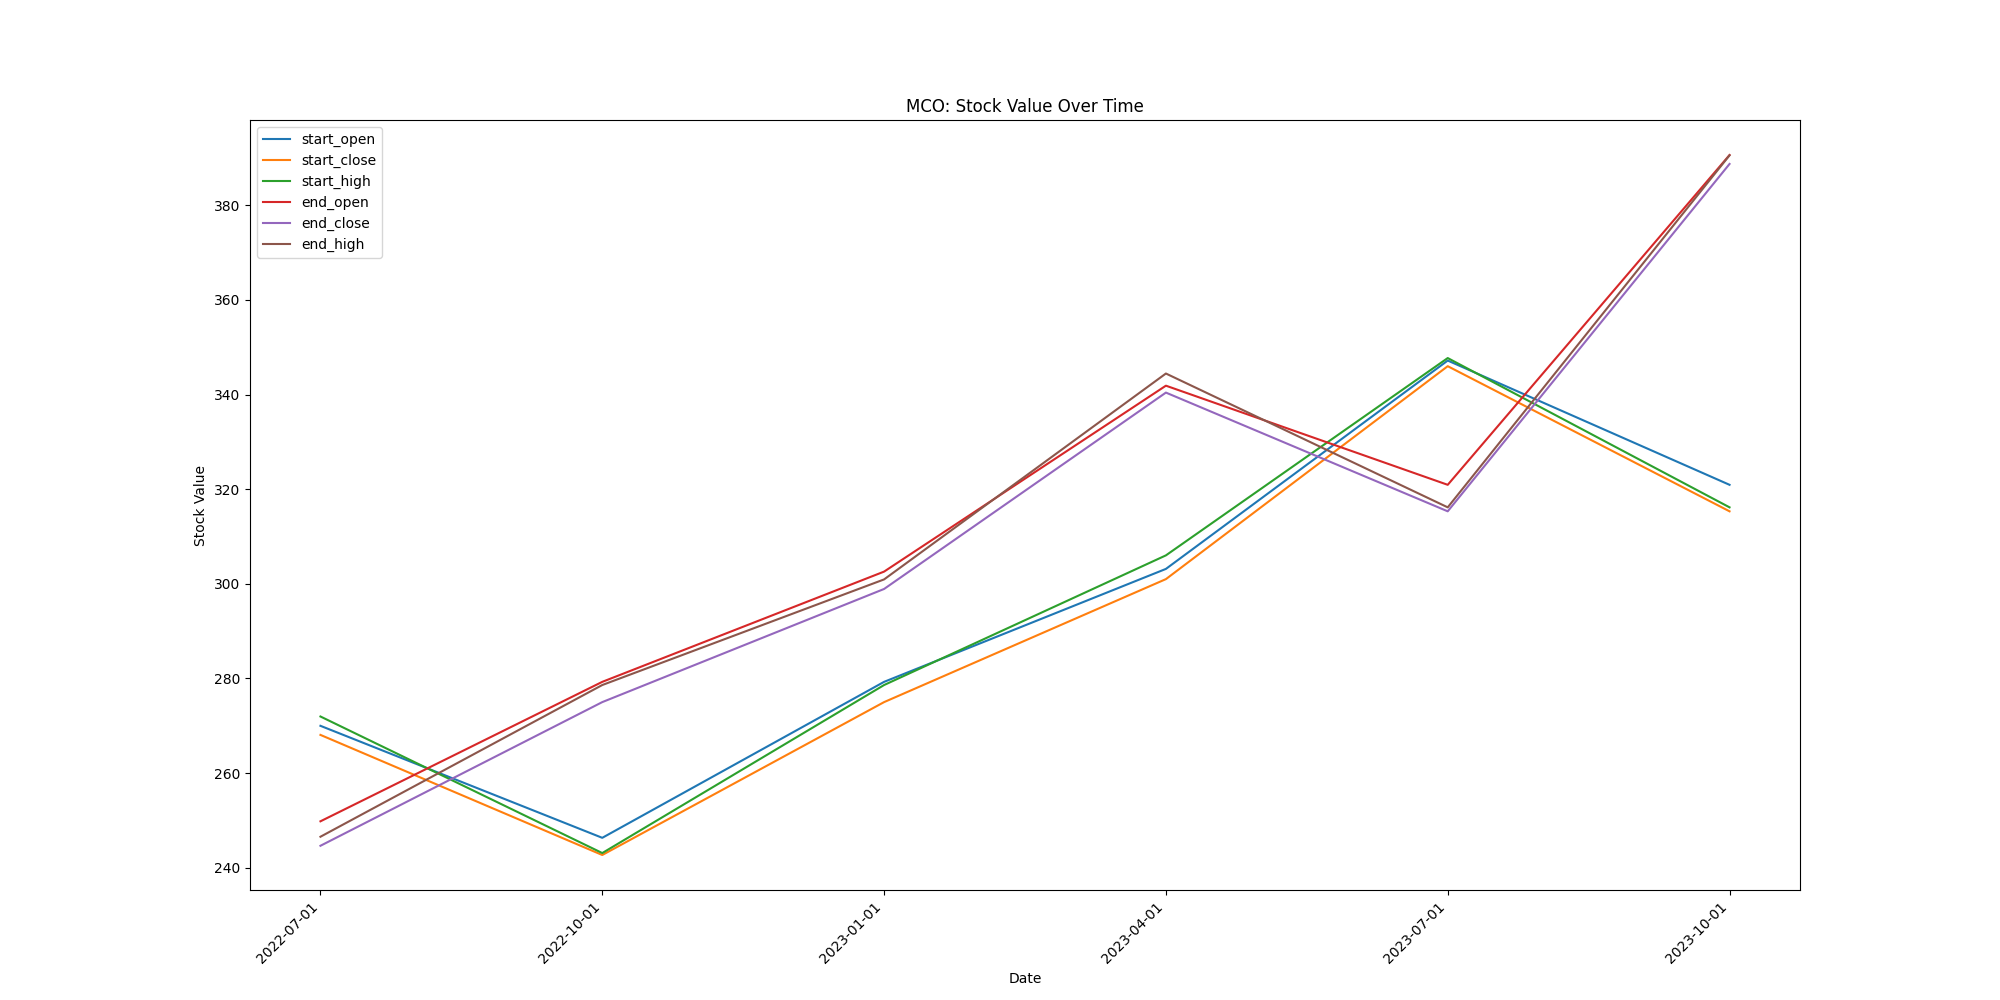 MCO: Stock Value Over Time
start_open
start_close
start_high
end_open
end_close
end_high
Stock Value
380
360
340
320
300
280
260
240
2022-07-01
2022-10-01
2023-01-01
2023-04-01
2023-07-01
2023-10-01
Date